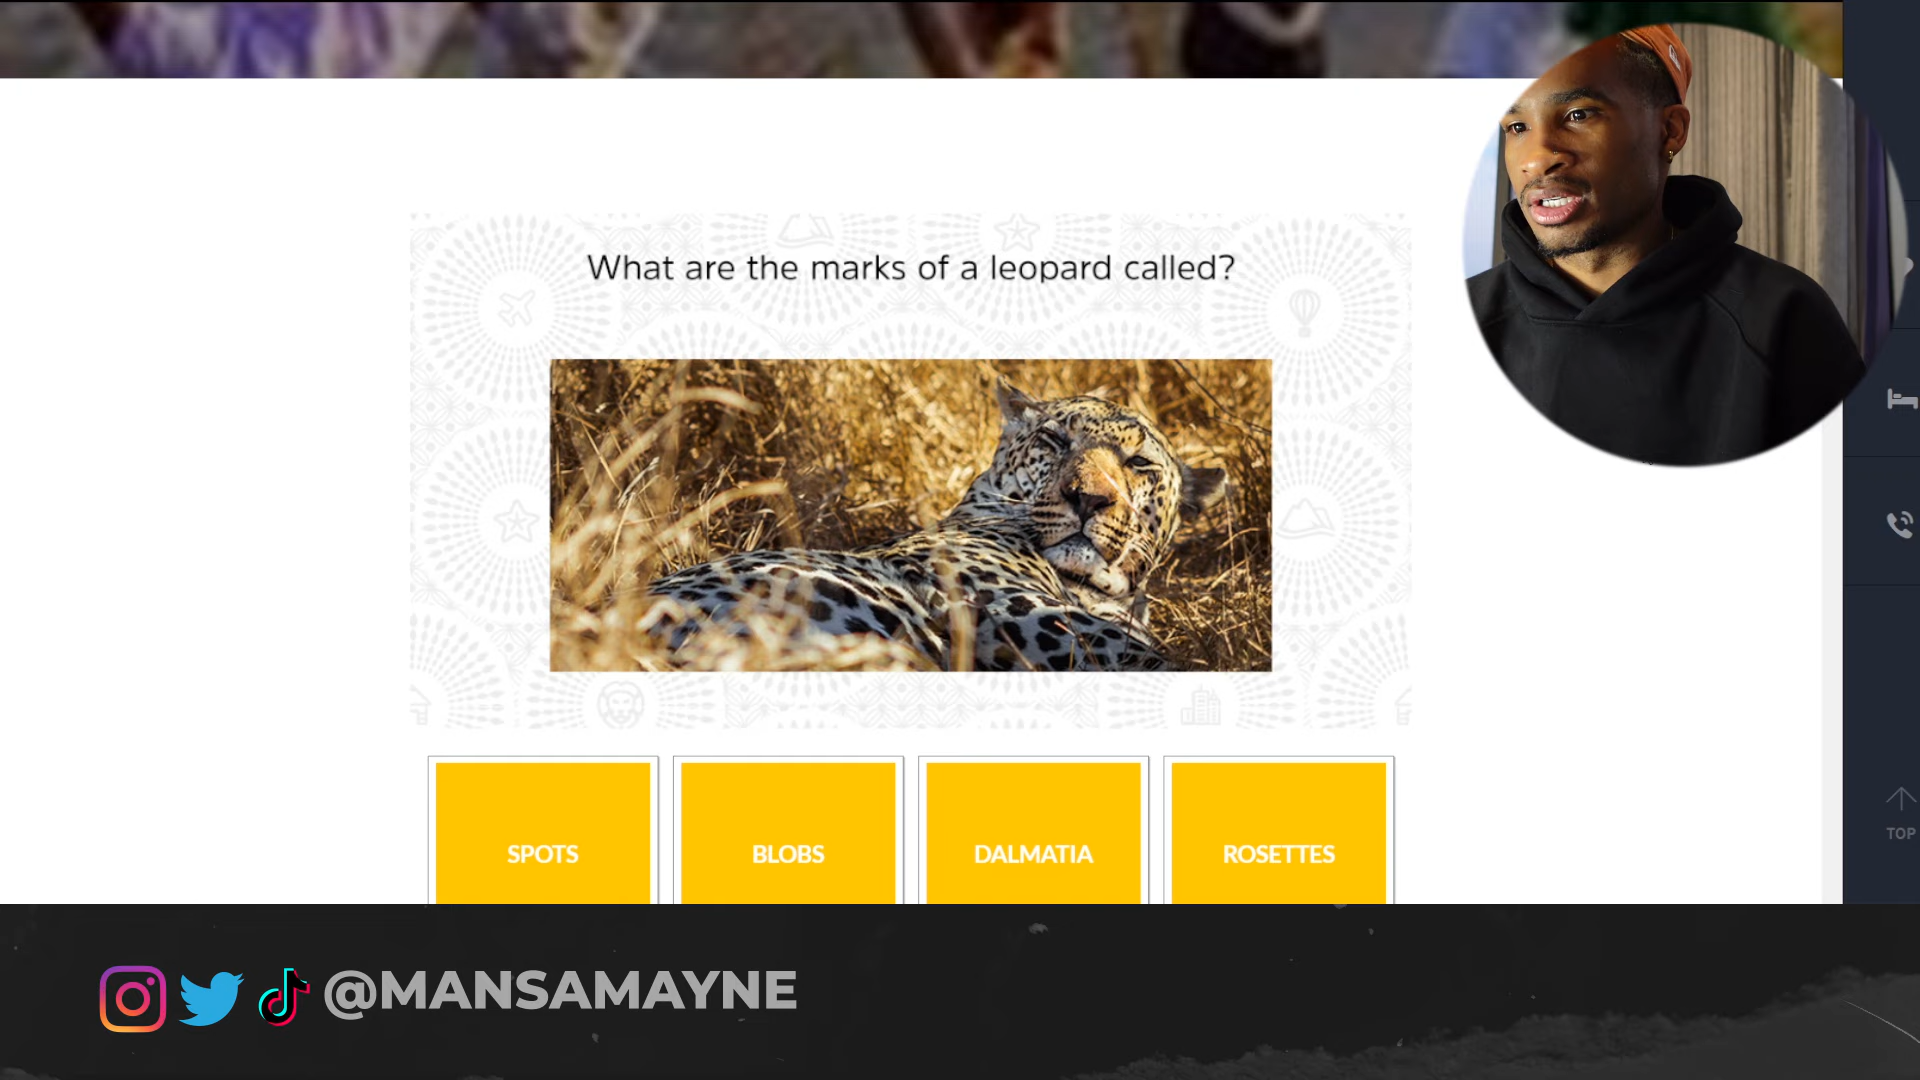 What are the marks of a leopard called?
SPOTS
BLOBS
DALMATIA
ROSETTES
TOP
@MANSAMAYNE